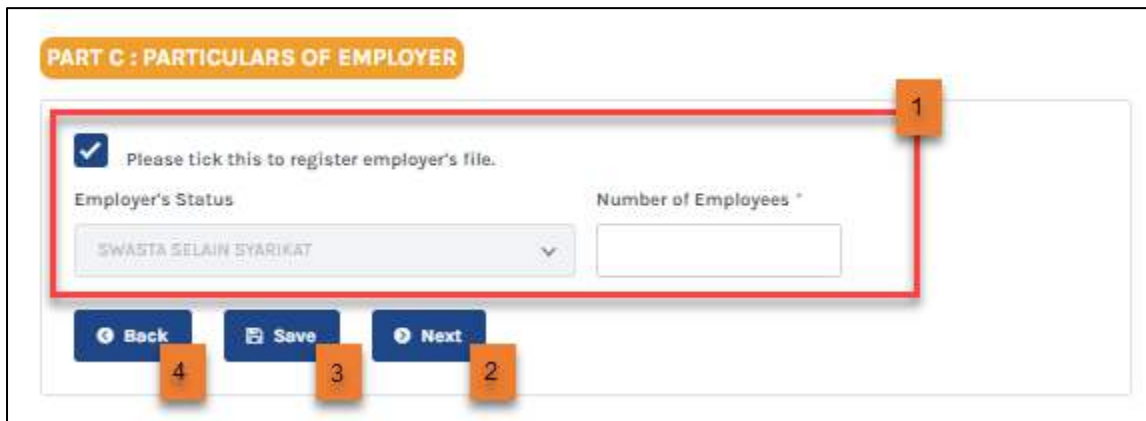 PART C : PARTICULARS OF EMPLOYER
1
Please tick this to register employer's file.
Employer's Status
Number of Employees *
SWASTA SELAIN SYARIKAT
Back
Save
Next
4
3
2